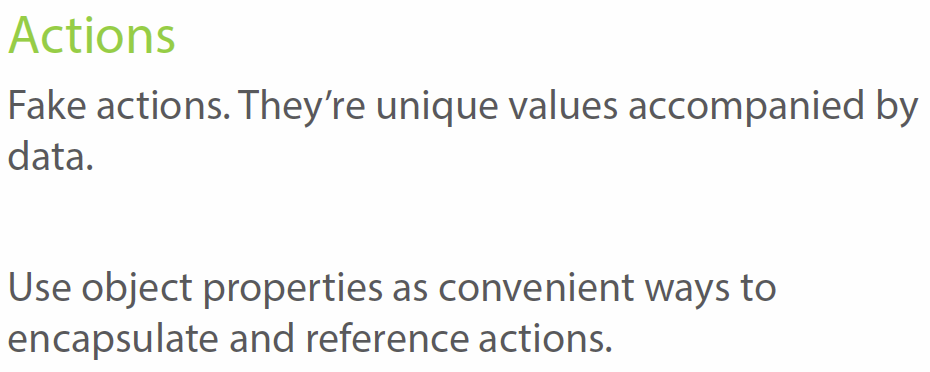 Actions
Fake actions. They’re unique values accompanied by
data.
Use object properties as convenient ways to
encapsulate and reference actions.